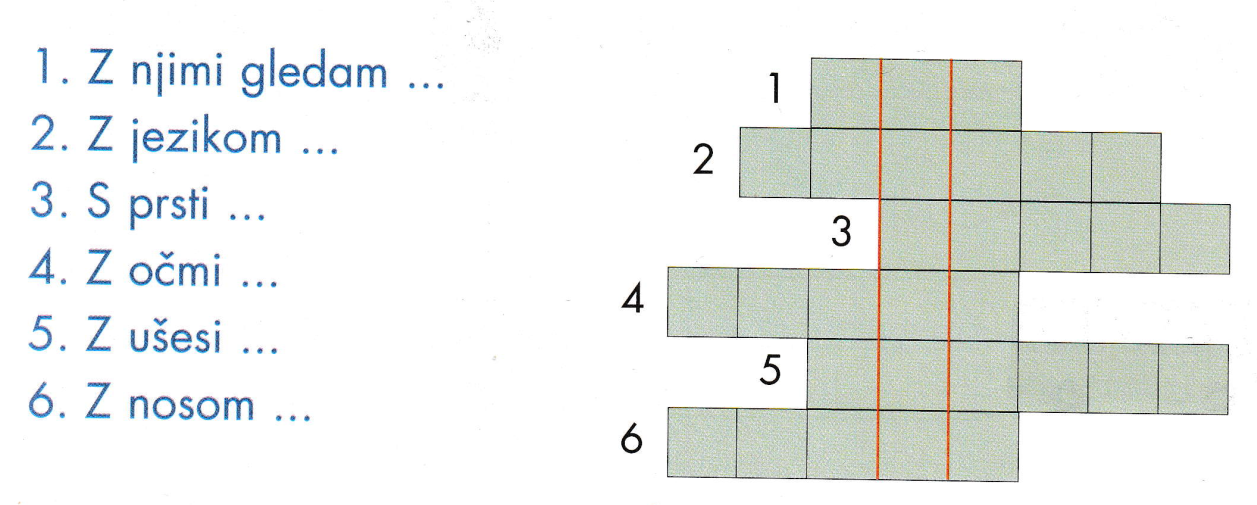 1. Z njimi gledam ...
2. Z jezikom ...
3. S prsti ...
4. Z očmi ...
5. Z ušesi ...
6. Z nosom ...
1
2
3
4
5
6